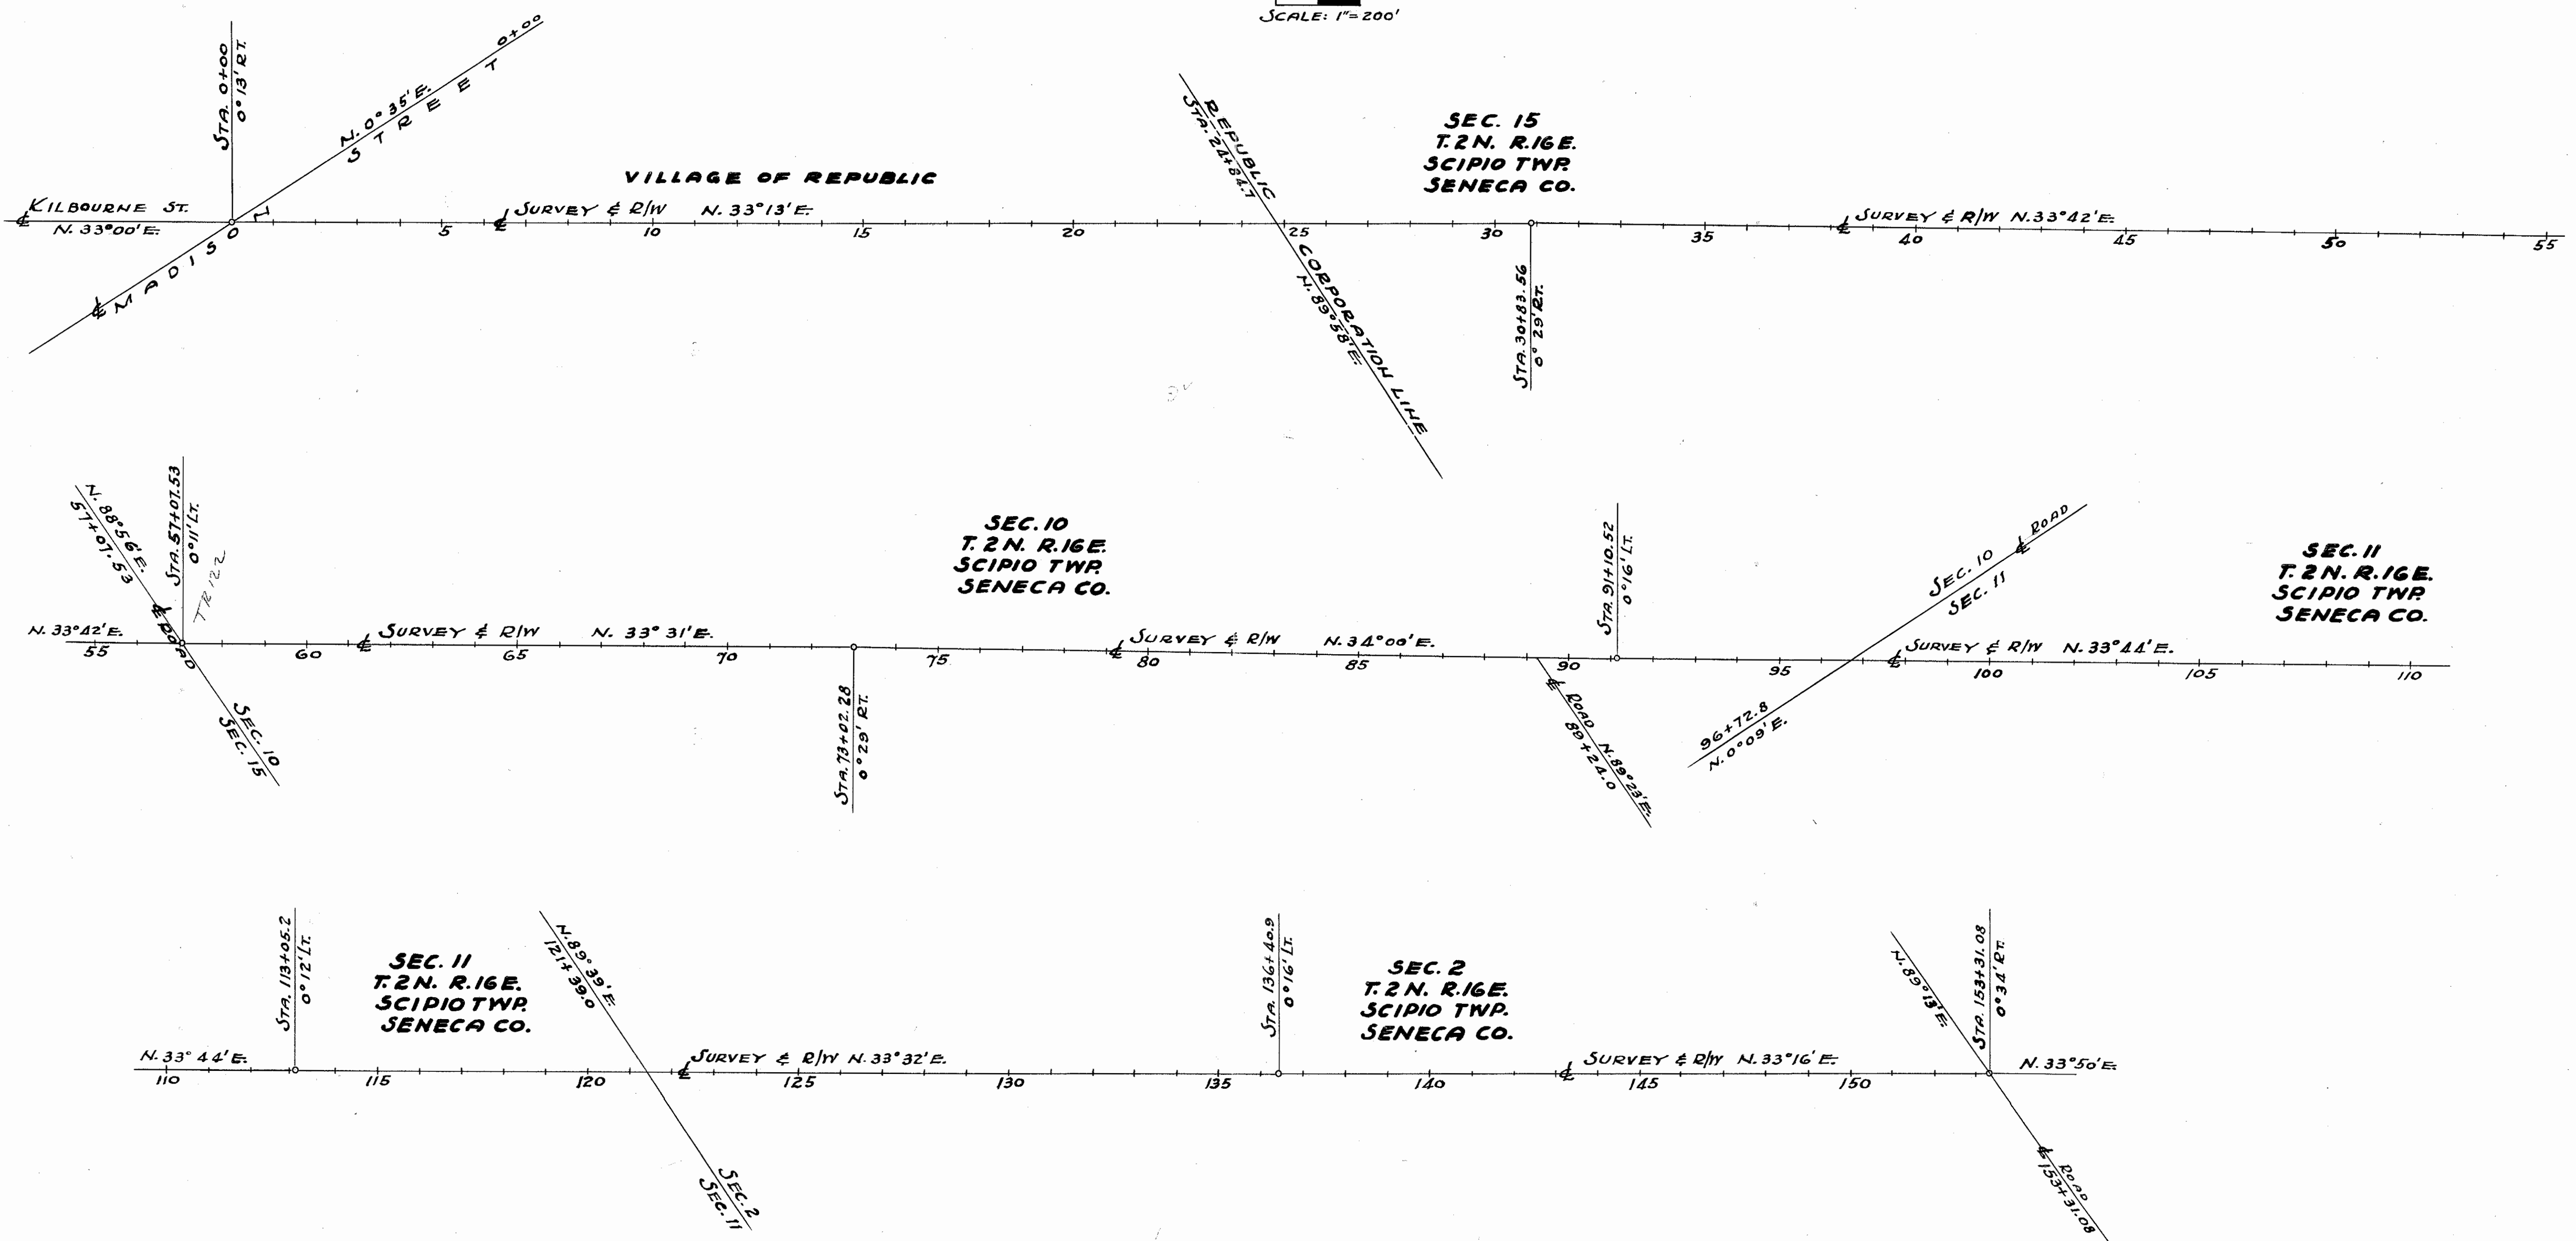 SCALE: 1"=200'
STA. 0+00
0°13' RT.
N. 0°35' E.
0+00
MADISON STREET
VILLAGE OF REPUBLIC
KILBOURNE ST.
N. 33°00' E.
℄ SURVEY & R/W N. 33°13' E.
REPUBLIC CORPORATION LINE
STA. 24+84.7
N. 89°58' E.
SEC. 15
T. 2 N. R. 16 E.
SCIPIO TWP.
SENECA CO.
STA. 30+83.56
0°29' RT.
℄ SURVEY & R/W N. 33°42' E.
0 5 10 15 20 25 30 35 40 45 50 55
N. 88°56' E.
57+07.53
STA. 57+07.53
0°11' LT.
TR 122
℄ ROAD
SEC. 10
SEC. 15
N. 33°42' E.
℄ SURVEY & R/W N. 33°31' E.
SEC. 10
T. 2 N. R. 16 E.
SCIPIO TWP.
SENECA CO.
STA. 73+02.28
0°29' RT.
℄ SURVEY & R/W N. 34°00' E.
STA. 91+10.52
0°16' LT.
℄ ROAD N. 89°23' E.
89+24.0
SEC. 10
SEC. 11
℄ ROAD
96+72.8
N. 0°09' E.
℄ SURVEY & R/W N. 33°44' E.
SEC. 11
T. 2 N. R. 16 E.
SCIPIO TWP.
SENECA CO.
55 60 65 70 75 80 85 90 95 100 105 110
STA. 113+05.2
0°12' LT.
N. 33°44' E.
SEC. 11
T. 2 N. R. 16 E.
SCIPIO TWP.
SENECA CO.
N. 89°39' E.
121+39.0
SEC. 2
SEC. 11
℄ SURVEY & R/W N. 33°32' E.
STA. 136+40.9
0°16' LT.
SEC. 2
T. 2 N. R. 16 E.
SCIPIO TWP.
SENECA CO.
℄ SURVEY & R/W N. 33°16' E.
N. 89°13' E.
STA. 153+31.08
0°34' RT.
N. 33°50' E.
℄ ROAD
153+31.08
110 115 120 125 130 135 140 145 150